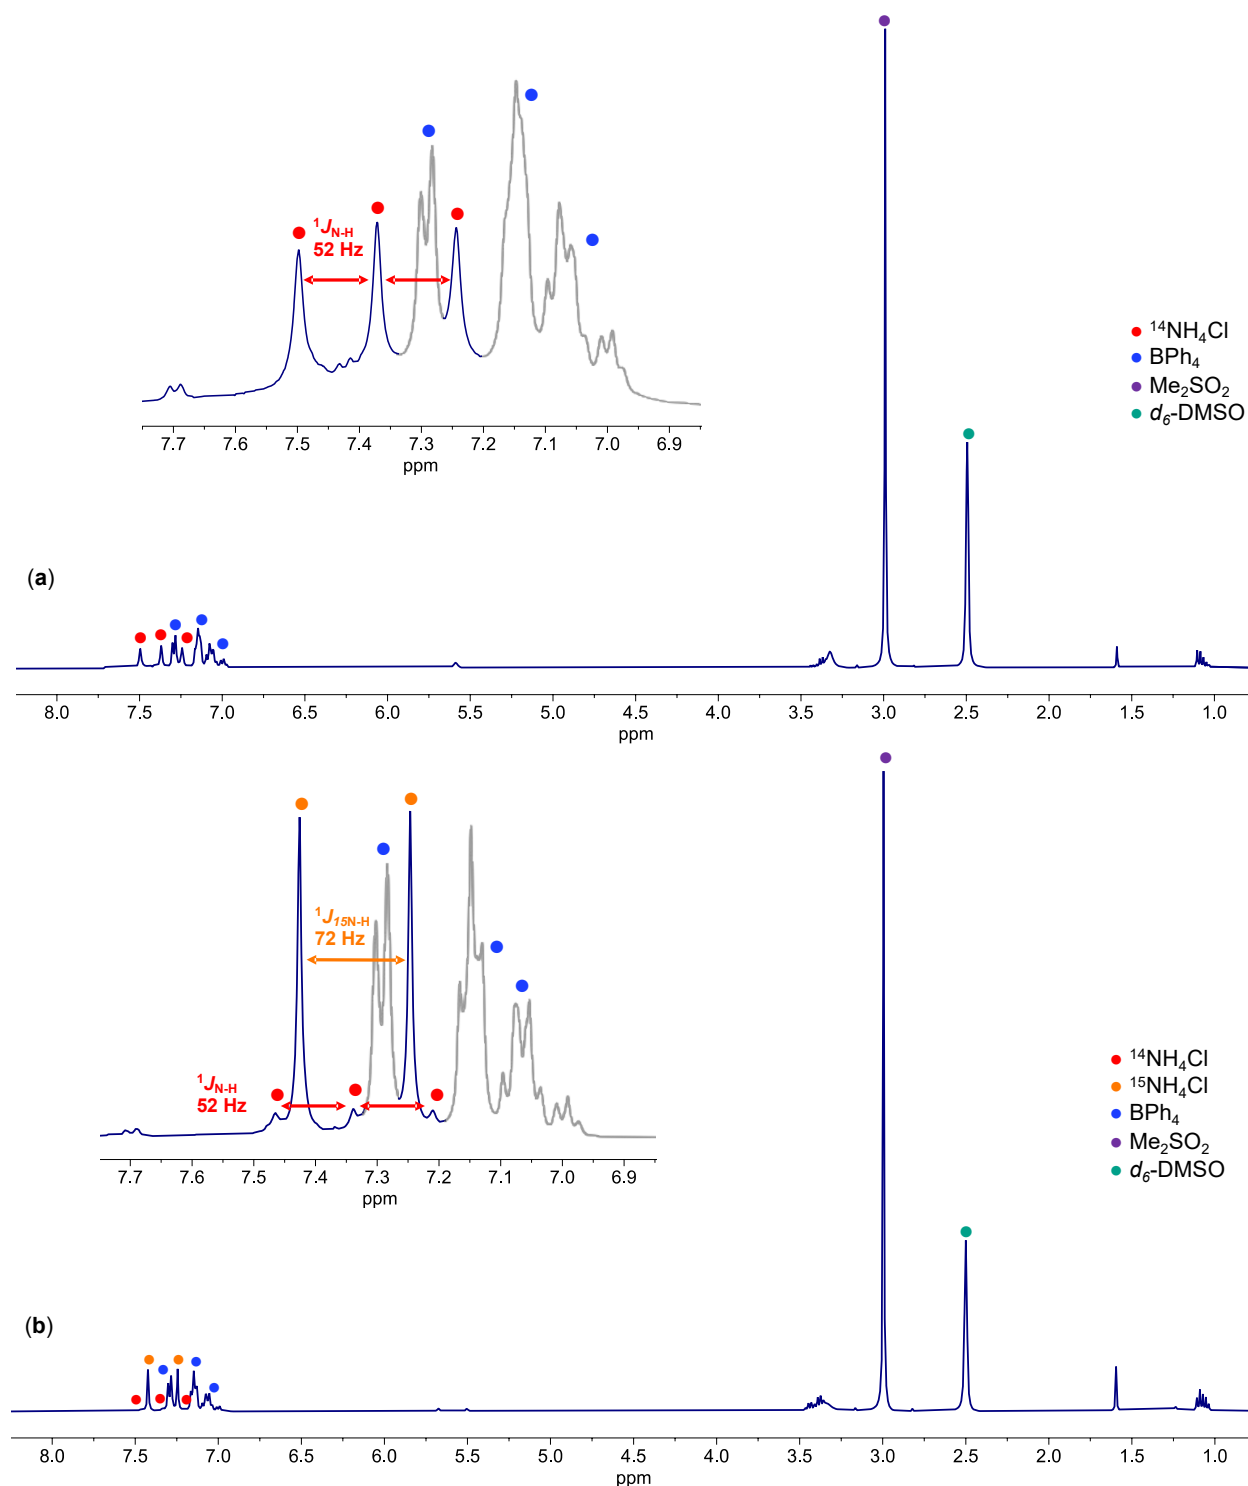 ¹J_N-H
52 Hz
7.7 7.6 7.5 7.4 7.3 7.2 7.1 7.0 6.9
ppm
¹⁴NH₄Cl
BPh₄
Me₂SO₂
d₆-DMSO
(a)
8.0 7.5 7.0 6.5 6.0 5.5 5.0 4.5 4.0 3.5 3.0 2.5 2.0 1.5 1.0
ppm
¹J_15N-H
72 Hz
¹J_N-H
52 Hz
7.7 7.6 7.5 7.4 7.3 7.2 7.1 7.0 6.9
ppm
¹⁴NH₄Cl
¹⁵NH₄Cl
BPh₄
Me₂SO₂
d₆-DMSO
(b)
8.0 7.5 7.0 6.5 6.0 5.5 5.0 4.5 4.0 3.5 3.0 2.5 2.0 1.5 1.0
ppm